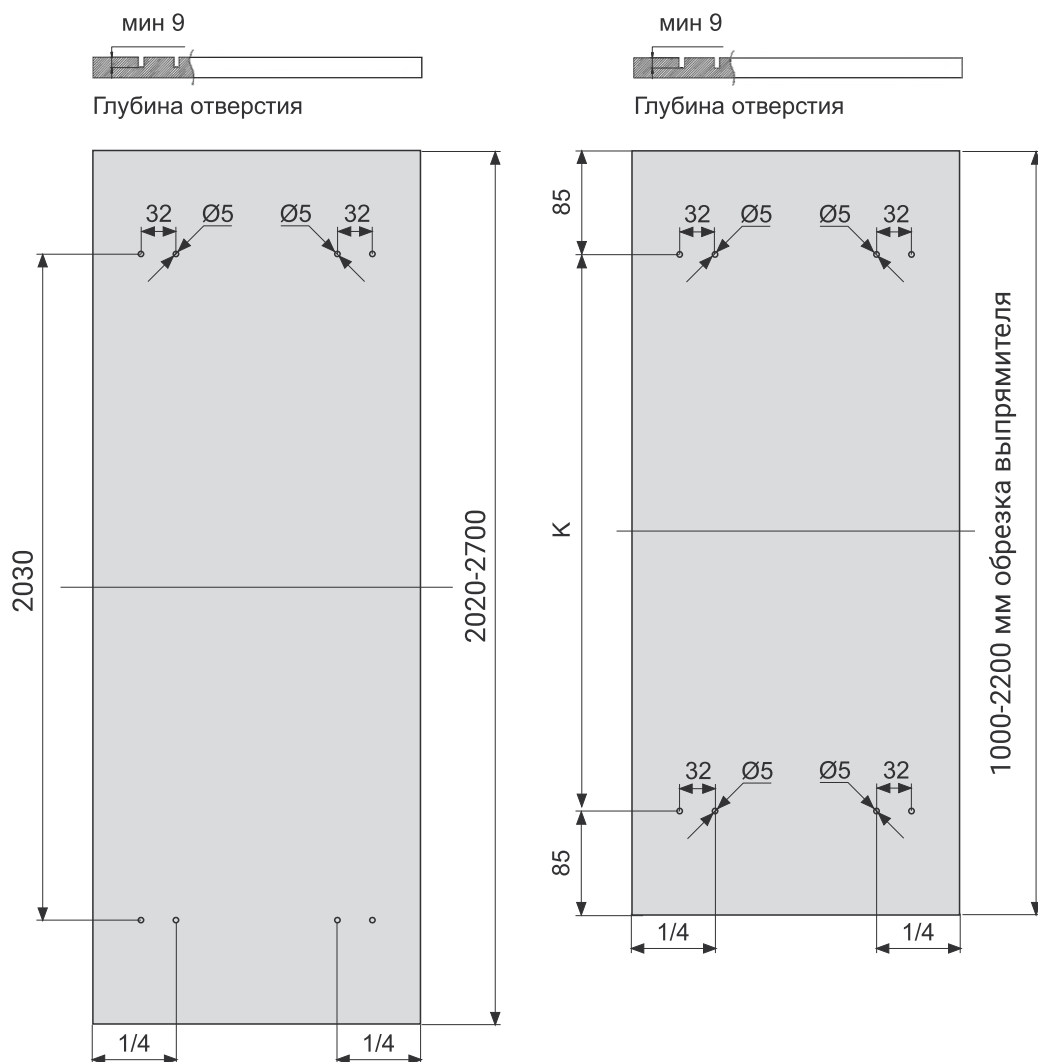 мин 9
Глубина отверстия
32
Ø5
Ø5
32
2030
2020-2700
1/4
1/4
мин 9
Глубина отверстия
85
32
Ø5
Ø5
32
K
1000-2200 мм обрезка выпрямителя
32
Ø5
Ø5
32
85
1/4
1/4